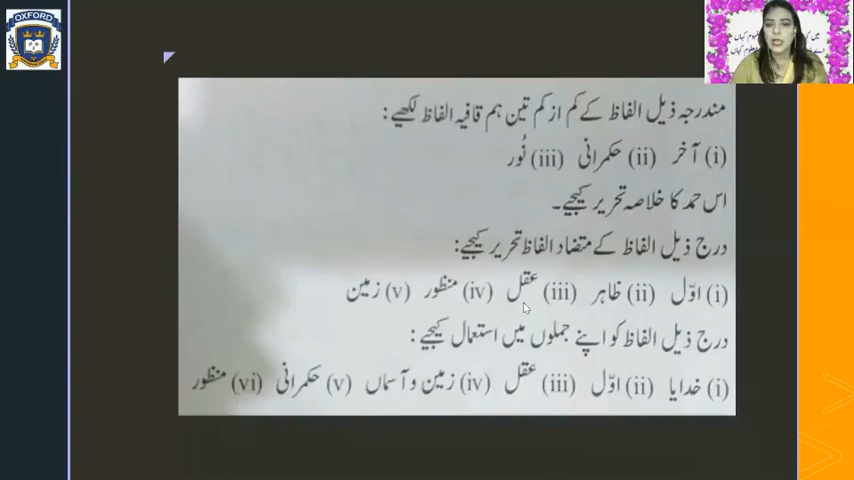 OXFORD
مندرجہ ذیل الفاظ کے کم از کم تین ہم قافیہ الفاظ لکھیے:
(i) آخر (ii) حکمرانی (iii) نُور
اس حمد کا خلاصہ تحریر کیجیے۔
درج ذیل الفاظ کے متضاد الفاظ تحریر کیجیے:
(i) اوّل (ii) ظاہر (iii) عقل (iv) منظور (v) زمین
درج ذیل الفاظ کو اپنے جملوں میں استعمال کیجیے:
(i) خدایا (ii) اوّل (iii) عقل (iv) زمین و آسماں (v) حکمرانی (vi) منظور